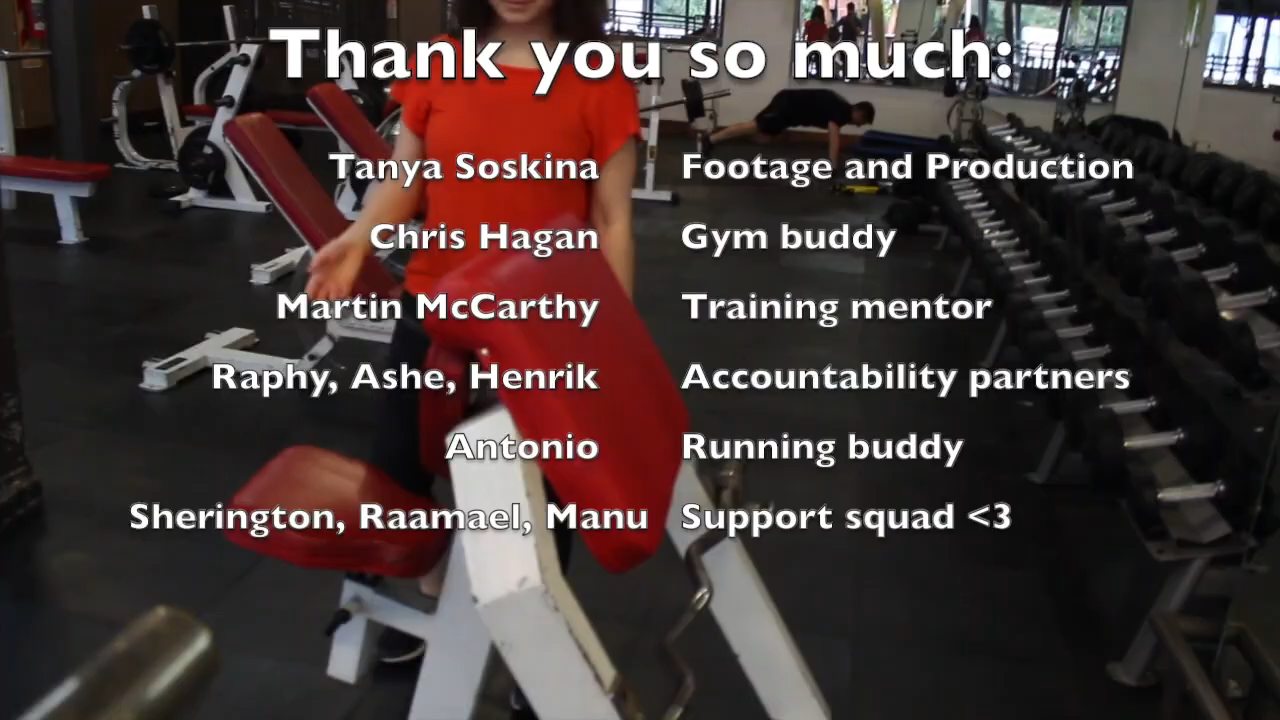 Thank you so much:
Tanya Soskina Footage and Production
Chris Hagan Gym buddy
Martin McCarthy Training mentor
Raphy, Ashe, Henrik Accountability partners
Antonio Running buddy
Sherington, Raamael, Manu Support squad <3